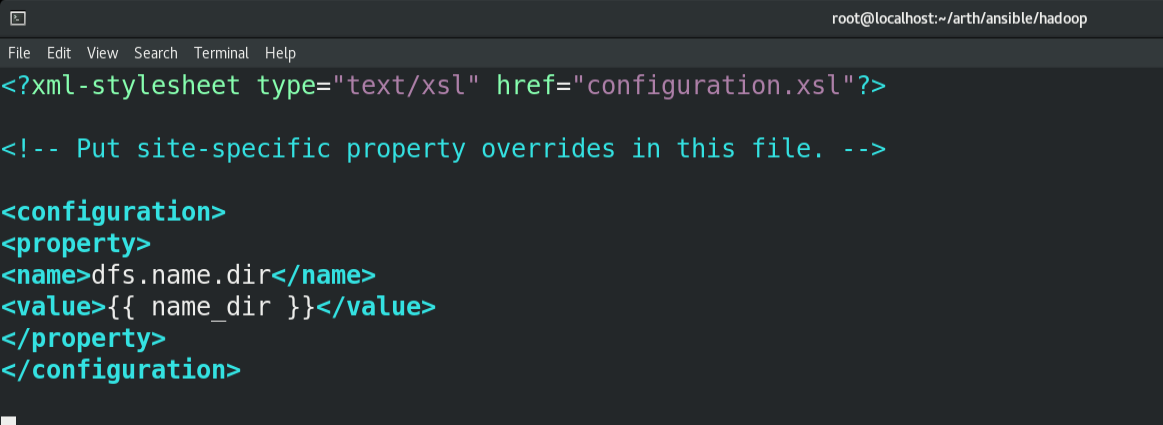 root@localhost:~/arth/ansible/hadoop
File Edit View Search Terminal Help
<?xml-stylesheet type="text/xsl" href="configuration.xsl"?>
<!-- Put site-specific property overrides in this file. -->
<configuration>
<property>
<name>dfs.name.dir</name>
<value>{{ name_dir }}</value>
</property>
</configuration>